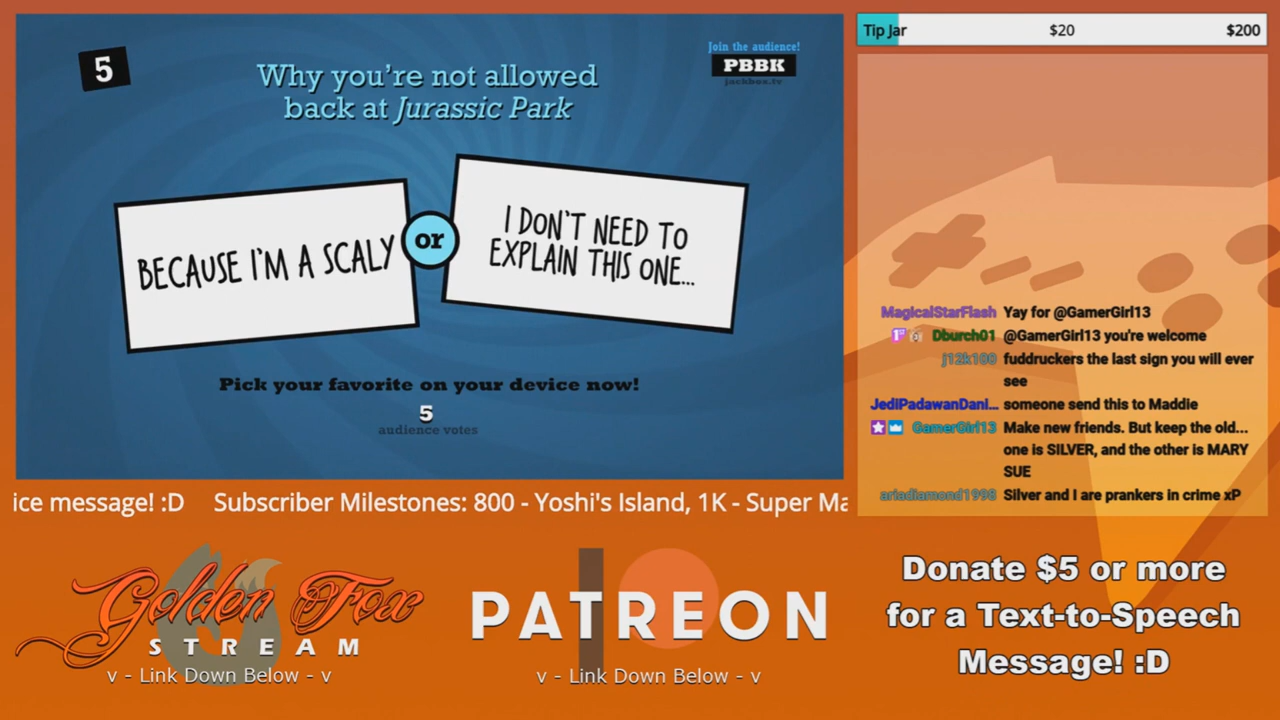 5
Join the audience!
PBBK
jackbox.tv
Why you're not allowed
back at Jurassic Park
BECAUSE I'M A SCALY
or
I DON'T NEED TO
EXPLAIN THIS ONE...
Pick your favorite on your device now!
5
audience votes
Tip Jar $20 $200
MagicalStarFlash Yay for @GamerGirl13
Dburch01 @GamerGirl13 you're welcome
j12k100 fuddruckers the last sign you will ever
see
JediPadawanDani... someone send this to Maddie
GamerGirl13 Make new friends. But keep the old...
one is SILVER, and the other is MARY
SUE
ariadiamond1998 Silver and I are prankers in crime xP
ice message! :D Subscriber Milestones: 800 - Yoshi's Island, 1K - Super Ma
Golden Fox
STREAM
v - Link Down Below - v
PATREON
v - Link Down Below - v
Donate $5 or more
for a Text-to-Speech
Message! :D